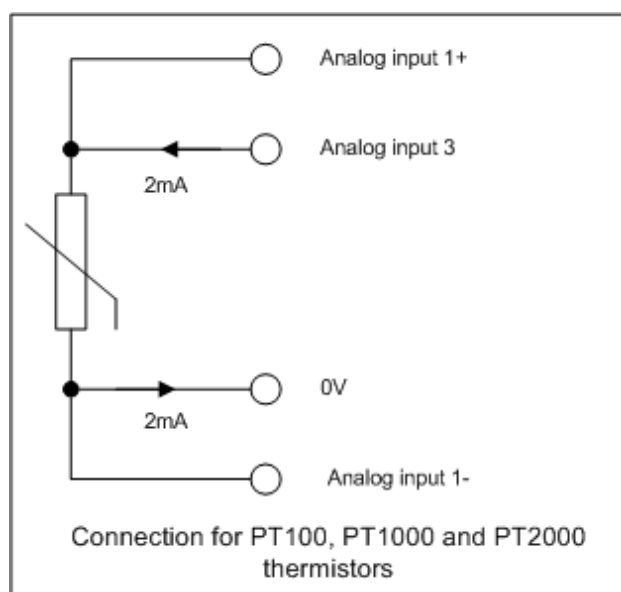 Analog input 1+
Analog input 3
2mA
0V
2mA
Analog input 1-
Connection for PT100, PT1000 and PT2000
thermistors